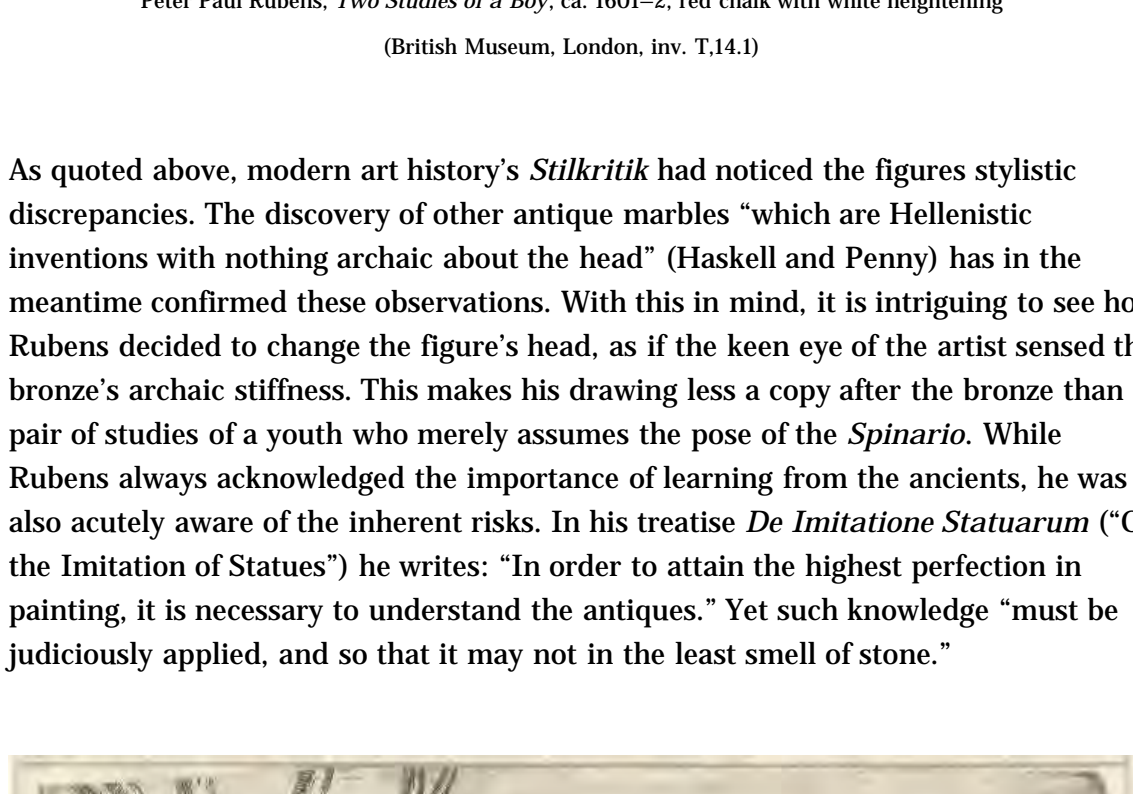 Peter Paul Rubens, Two Studies of a Boy, ca. 1601–2, red chalk with white heightening
(British Museum, London, inv. T,14.1)
As quoted above, modern art history's Stilkritik had noticed the figures stylistic
discrepancies. The discovery of other antique marbles “which are Hellenistic
inventions with nothing archaic about the head” (Haskell and Penny) has in the
meantime confirmed these observations. With this in mind, it is intriguing to see
Rubens decided to change the figure's head, as if the keen eye of the artist sensed
bronze's archaic stiffness. This makes his drawing less a copy after the bronze than
pair of studies of a youth who merely assumes the pose of the Spinario. While
Rubens always acknowledged the importance of learning from the ancients, he was
also acutely aware of the inherent risks. In his treatise De Imitatione Statuarum
the Imitation of Statues”) he writes: “In order to attain the highest perfection in
painting, it is necessary to understand the antiques.” Yet such knowledge “must be
judiciously applied, and so that it may not in the least smell of stone.”